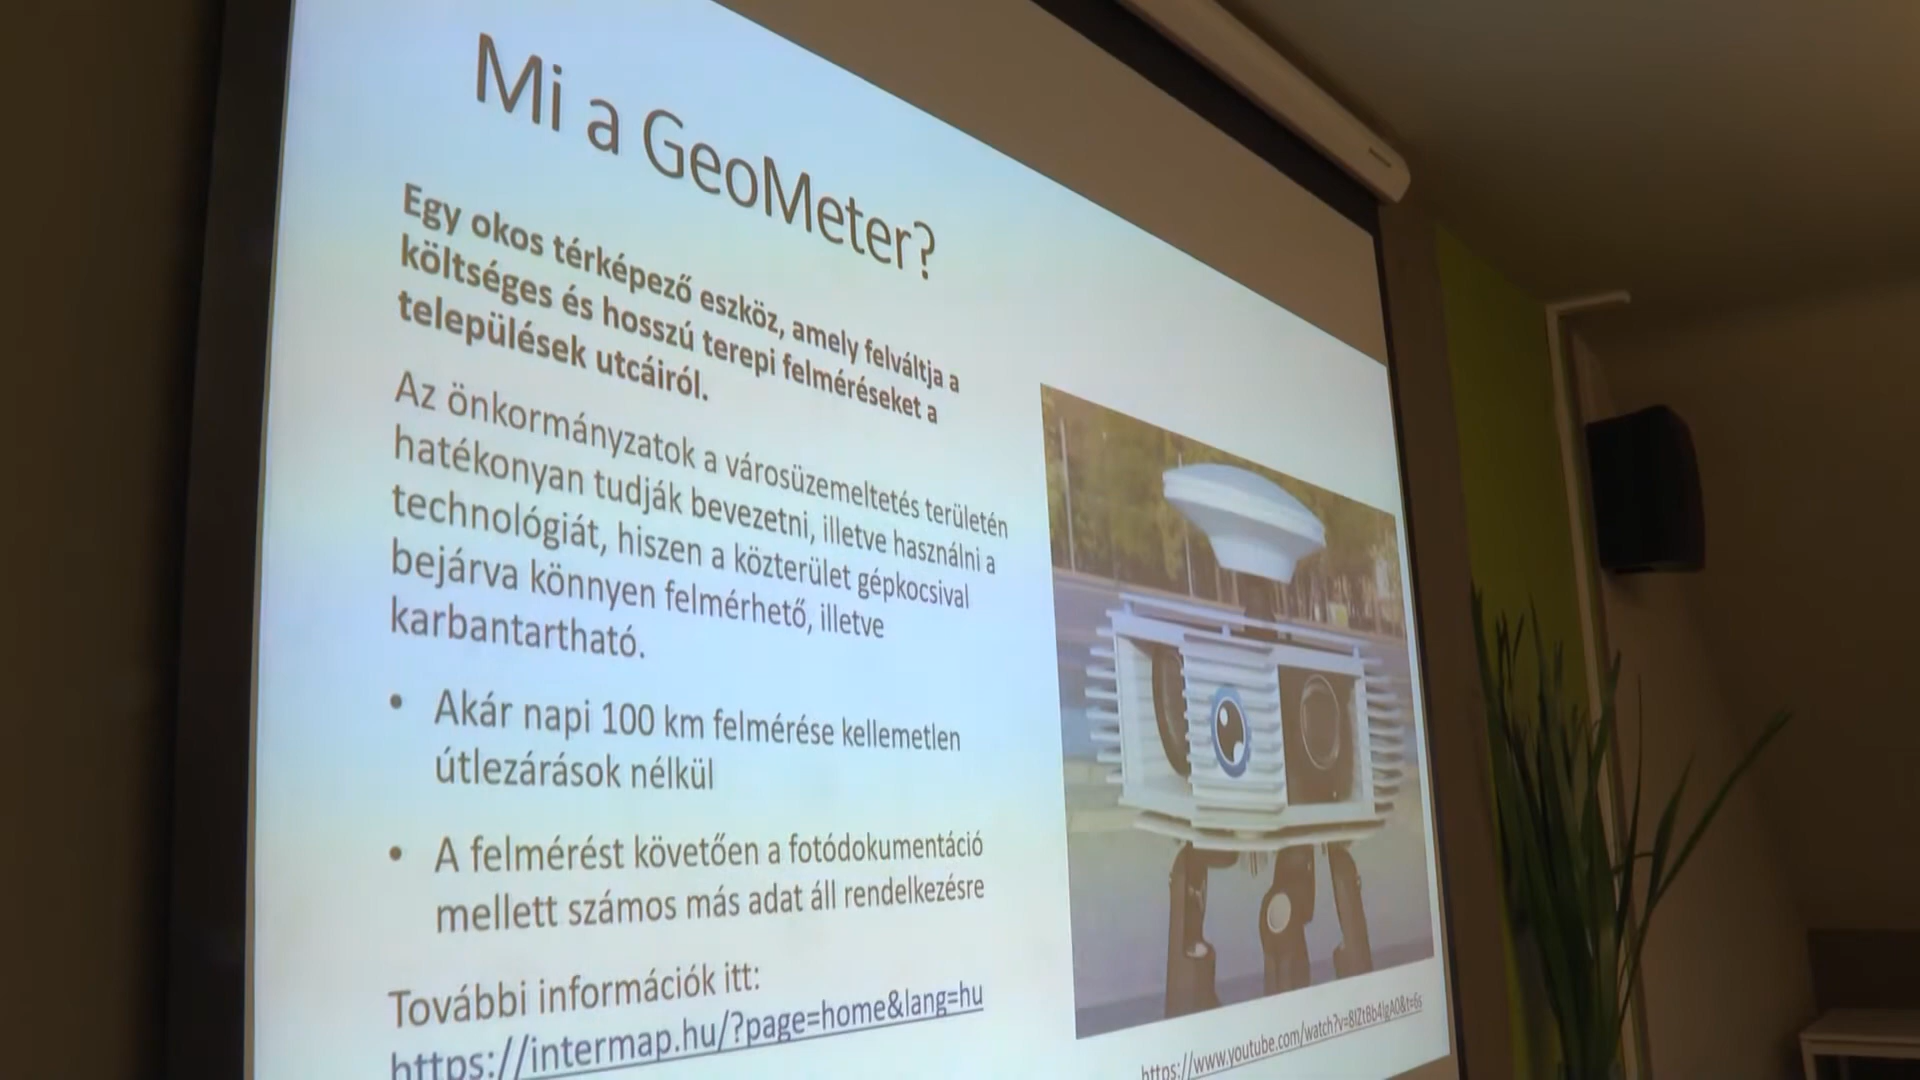 Mi a GeoMeter?
Egy okos térképező eszköz, amely felváltja a
költséges és hosszú terepi felméréseket a
települések utcáiról.
Az önkormányzatok a városüzemeltetés területén
hatékonyan tudják bevezetni, illetve használni a
technológiát, hiszen a közterület gépkocsival
bejárva könnyen felmérhető, illetve
karbantartható.
• Akár napi 100 km felmérése kellemetlen
útlezárások nélkül
• A felmérést követően a fotódokumentáció
mellett számos más adat áll rendelkezésre
További információk itt:
https://intermap.hu/?page=home&lang=hu